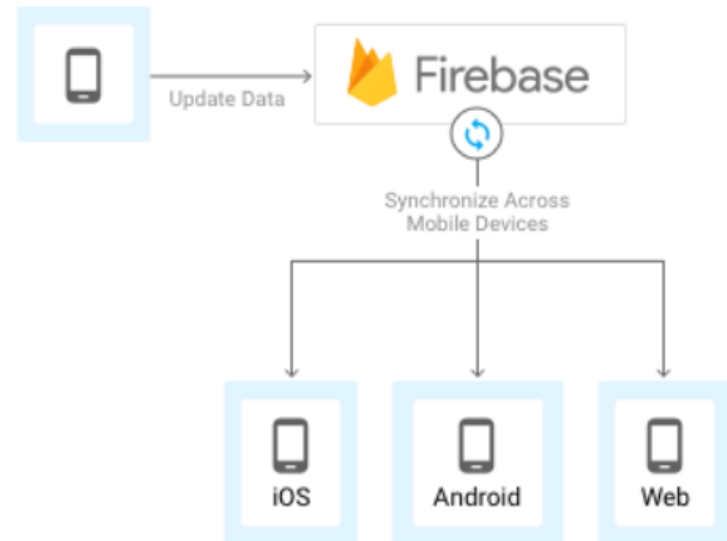 Firebase
Update Data
Synchronize Across
Mobile Devices
iOS
Android
Web